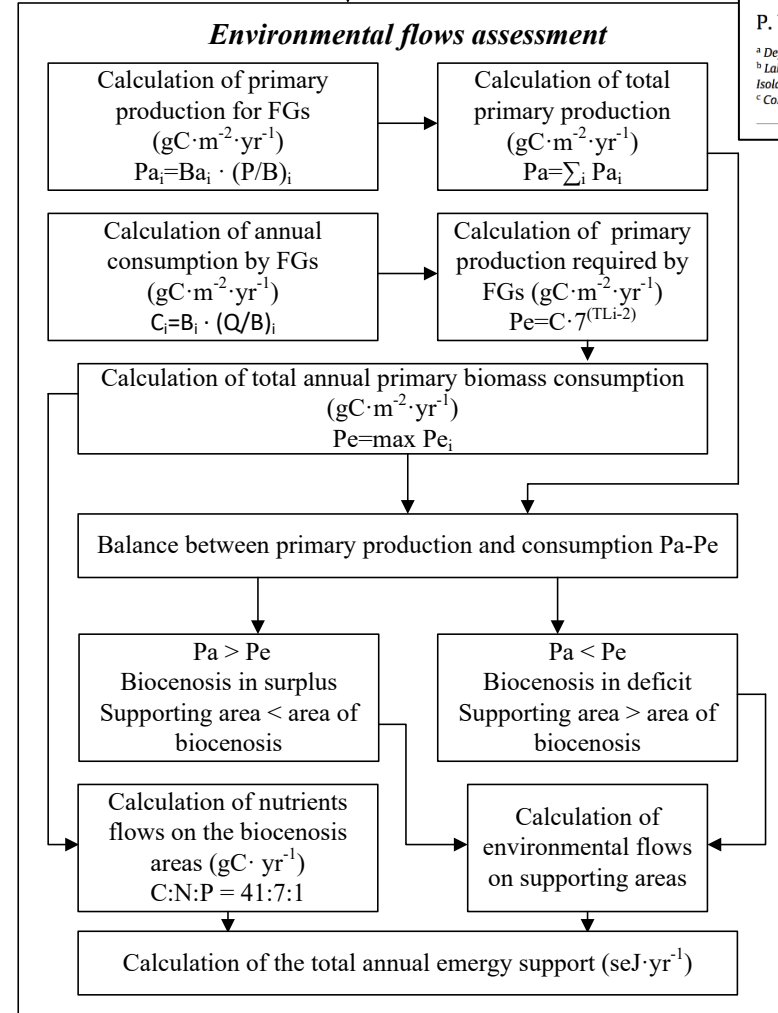 Environmental flows assessment
Calculation of primary
production for FGs
(gC·m⁻²·yr⁻¹)
Paᵢ=Baᵢ · (P/B)ᵢ
Calculation of total
primary production
(gC·m⁻²·yr⁻¹)
Pa=∑ᵢ Paᵢ
Calculation of annual
consumption by FGs
(gC·m⁻²·yr⁻¹)
Cᵢ=Bᵢ · (Q/B)ᵢ
Calculation of primary
production required by
FGs (gC·m⁻²·yr⁻¹)
Pe=C·7^(TLi-2)
Calculation of total annual primary biomass consumption
(gC·m⁻²·yr⁻¹)
Pe=max Peᵢ
Balance between primary production and consumption Pa-Pe
Pa > Pe
Biocenosis in surplus
Supporting area < area of
biocenosis
Pa < Pe
Biocenosis in deficit
Supporting area > area of
biocenosis
Calculation of nutrients
flows on the biocenosis
areas (gC· yr⁻¹)
C:N:P = 41:7:1
Calculation of
environmental flows
on supporting areas
Calculation of the total annual emergy support (seJ·yr⁻¹)
P.
ᵃ
ᵇ
ᶜ